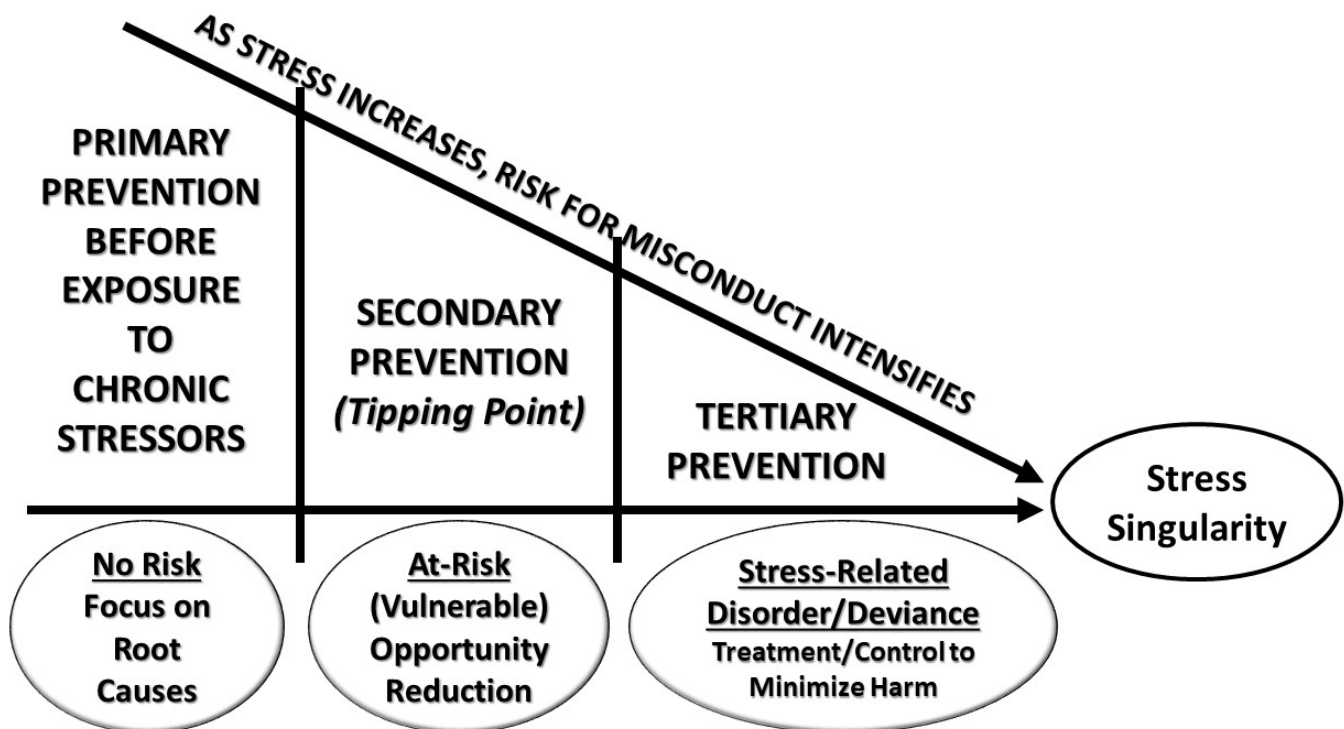 AS STRESS INCREASES, RISK FOR MISCONDUCT INTENSIFIES
PRIMARY
PREVENTION
BEFORE
EXPOSURE
TO
CHRONIC
STRESSORS
SECONDARY
PREVENTION
(Tipping Point)
TERTIARY
PREVENTION
Stress
Singularity
No Risk
Focus on
Root
Causes
At-Risk
(Vulnerable)
Opportunity
Reduction
Stress-Related
Disorder/Deviance
Treatment/Control to
Minimize Harm